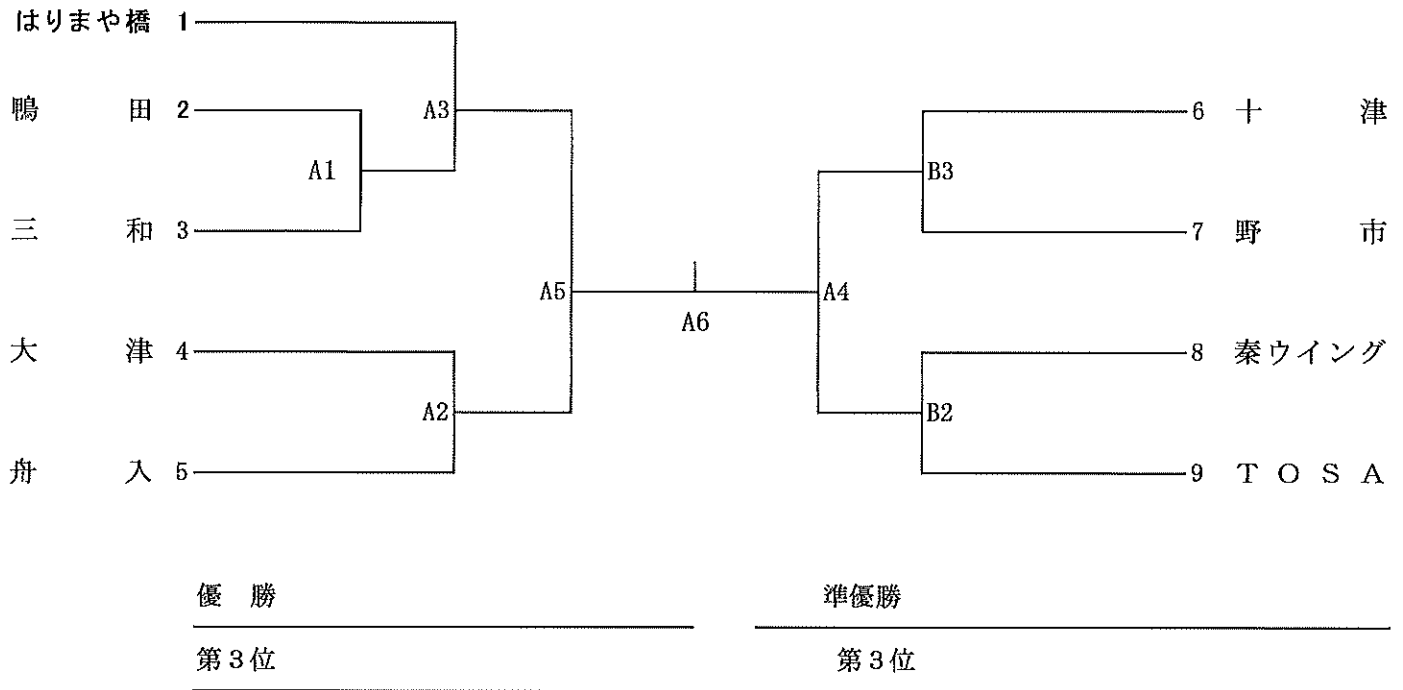 はりまや橋 1
鴨田 2
A3
6 十津
A1
B3
三和 3
7 野市
A5
A4
A6
大津 4
8 秦ウイング
A2
B2
舟入 5
9 TOSA
優勝
準優勝
第3位
第3位